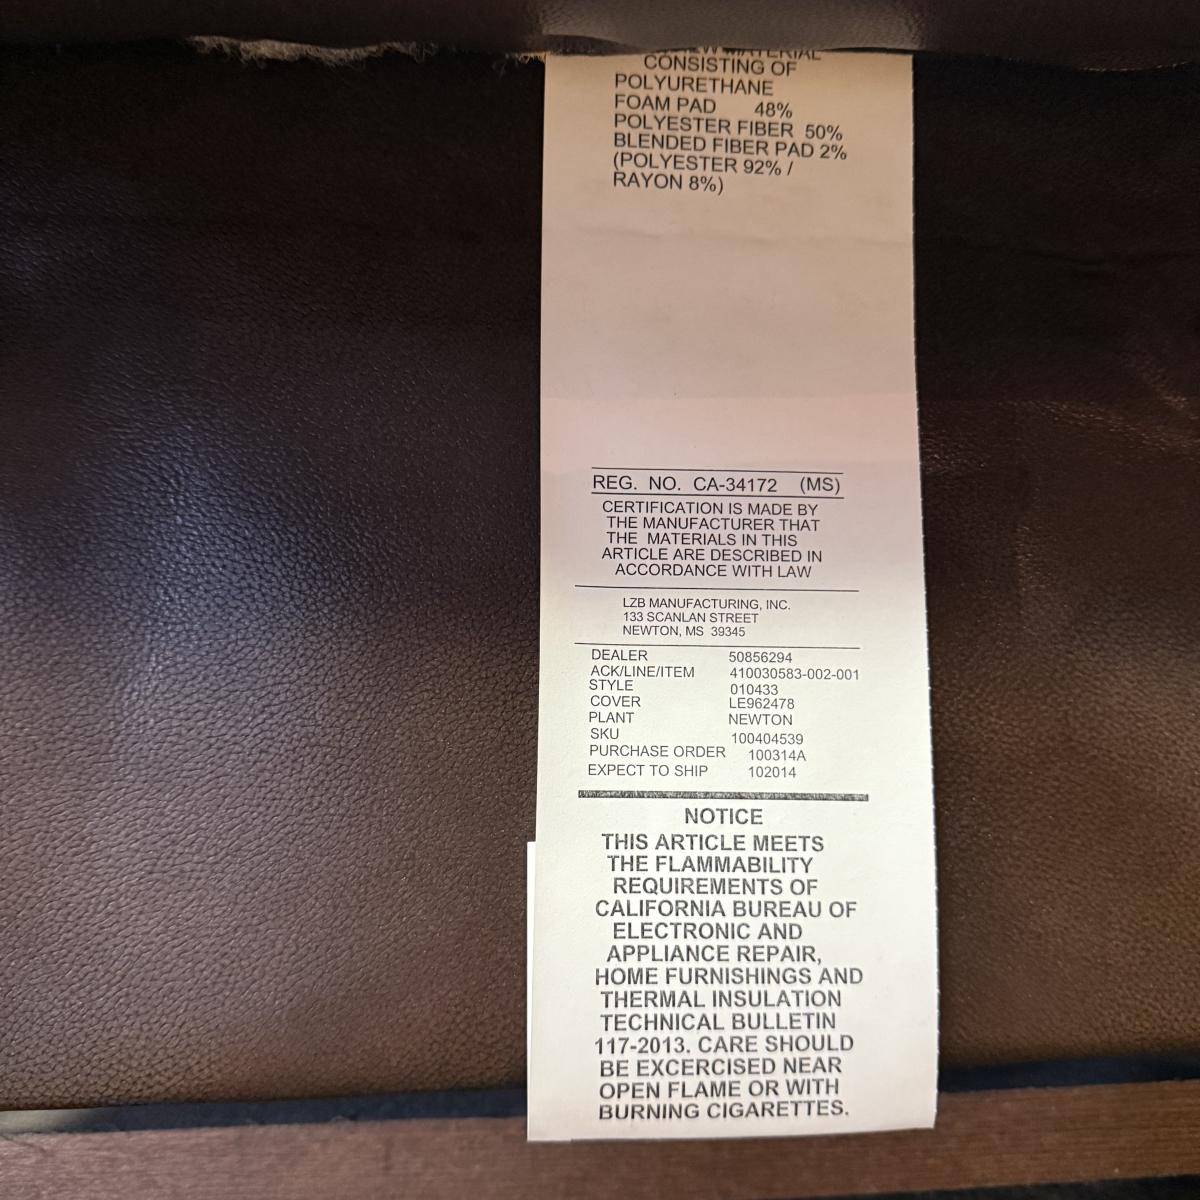 MATERIAL
CONSISTING OF
POLYURETHANE
FOAM PAD 48%
POLYESTER FIBER 50%
BLENDED FIBER PAD 2%
(POLYESTER 92% /
RAYON 8%)
REG. NO. CA-34172 (MS)
CERTIFICATION IS MADE BY
THE MANUFACTURER THAT
THE MATERIALS IN THIS
ARTICLE ARE DESCRIBED IN
ACCORDANCE WITH LAW
LZB MANUFACTURING, INC.
133 SCANLAN STREET
NEWTON, MS 39345
DEALER 50856294
ACK/LINE/ITEM 410030583-002-001
STYLE 010433
COVER LE962478
PLANT NEWTON
SKU 100404539
PURCHASE ORDER 100314A
EXPECT TO SHIP 102014
NOTICE
THIS ARTICLE MEETS
THE FLAMMABILITY
REQUIREMENTS OF
CALIFORNIA BUREAU OF
ELECTRONIC AND
APPLIANCE REPAIR,
HOME FURNISHINGS AND
THERMAL INSULATION
TECHNICAL BULLETIN
117-2013. CARE SHOULD
BE EXCERCISED NEAR
OPEN FLAME OR WITH
BURNING CIGARETTES.